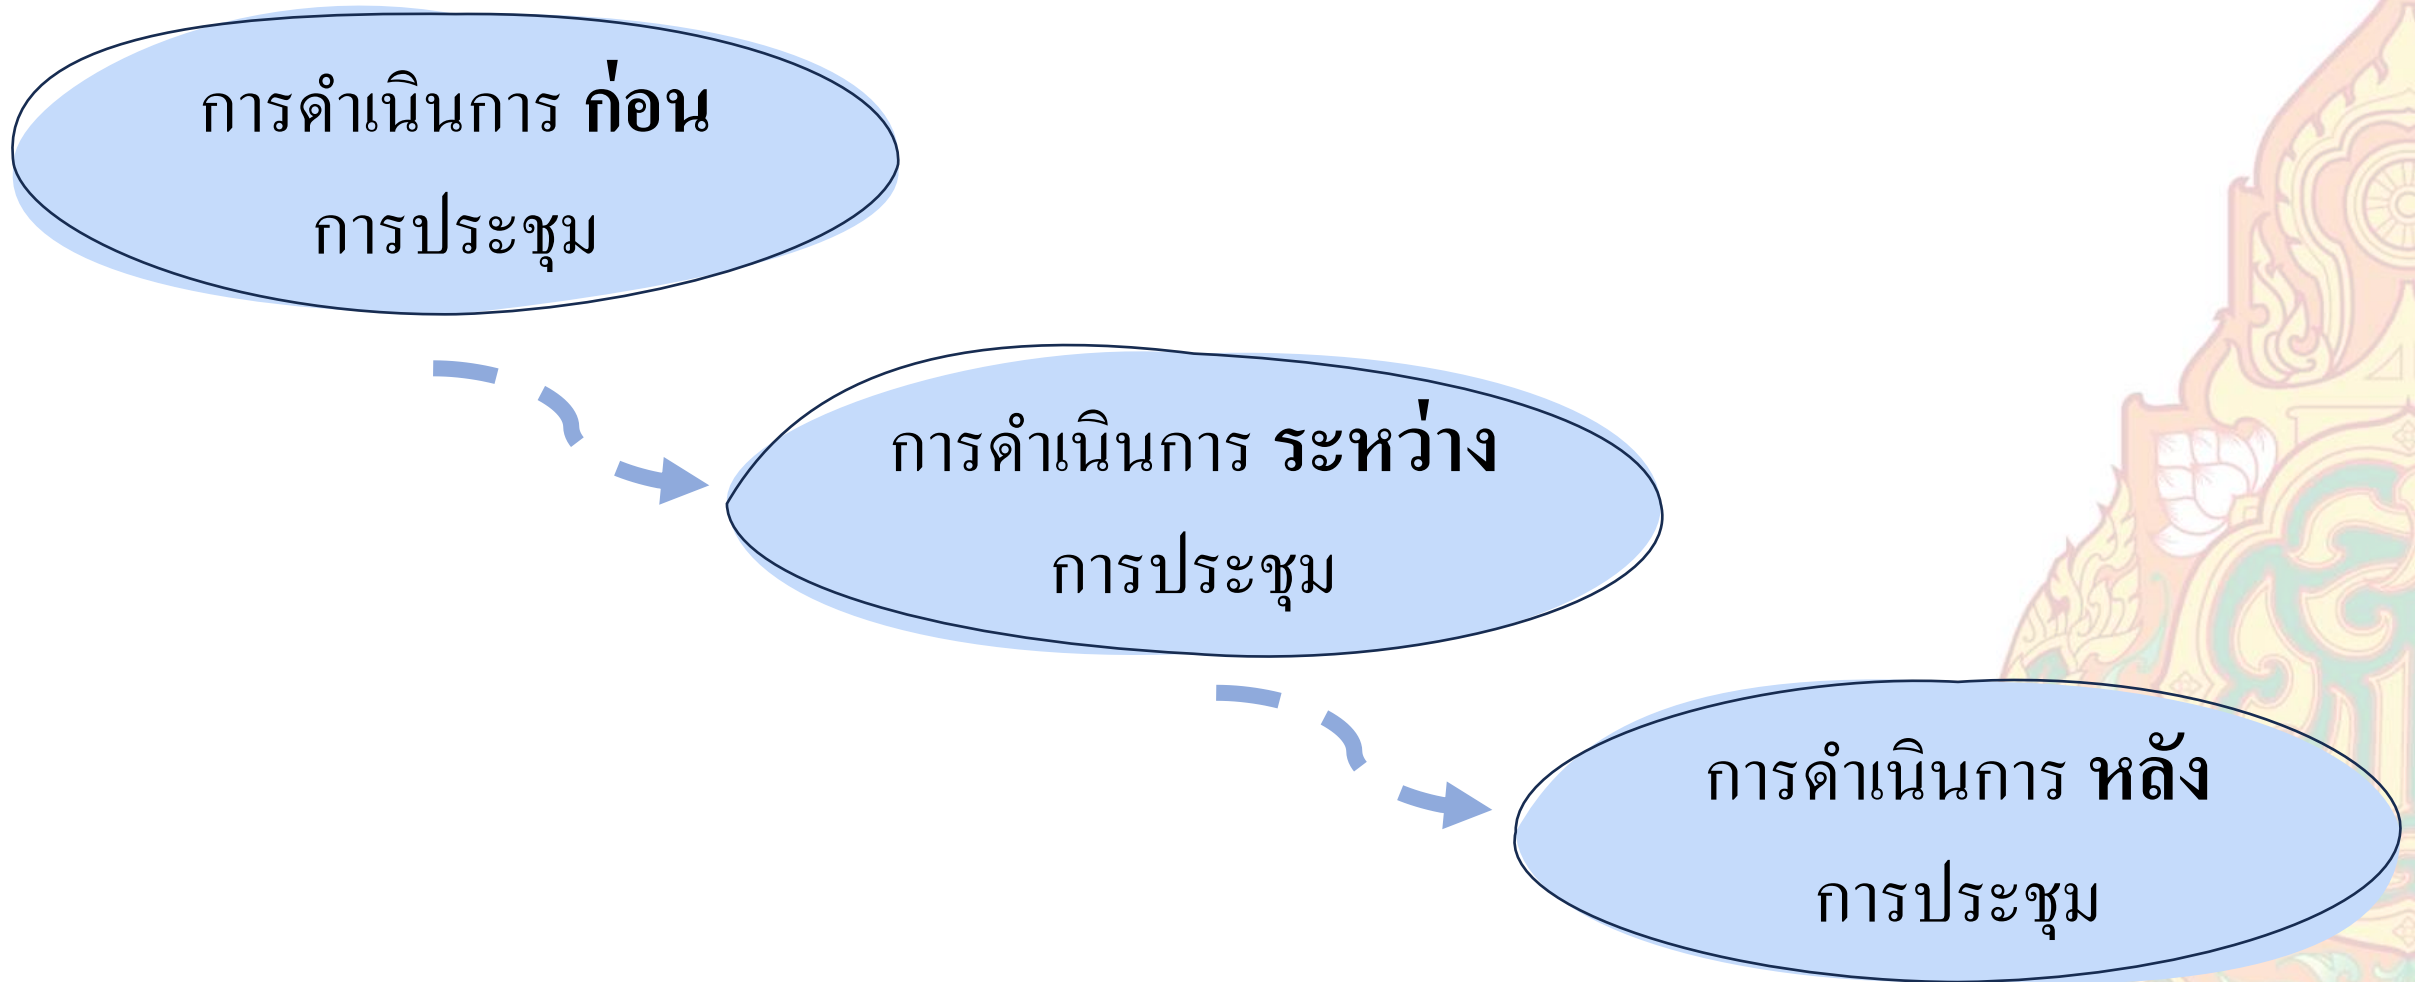 การดำเนินการ ก่อน
การประชุม
การดำเนินการ ระหว่าง
การประชุม
การดำเนินการ หลัง
การประชุม